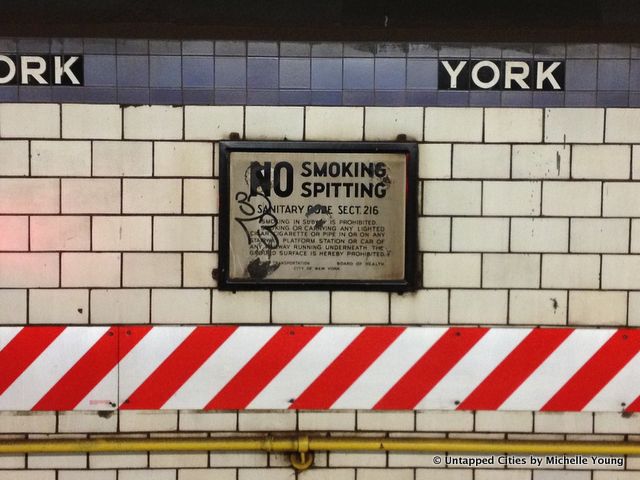 ORK
YORK
NO SMOKING
SPITTING
SANITARY CODE SECT. 216
SMOKING IN SUBWAY IS PROHIBITED.
SMOKING OR CARRYING ANY LIGHTED
CIGAR, CIGARETTE OR PIPE IN OR ON ANY
STAIRWAY, PLATFORM STATION OR CAR OF
ANY RAILWAY RUNNING UNDERNEATH THE
GROUND SURFACE IS HEREBY PROHIBITED.
TRANSPORTATION BOARD OF HEALTH
CITY OF NEW YORK
© Untapped Cities by Michelle Young